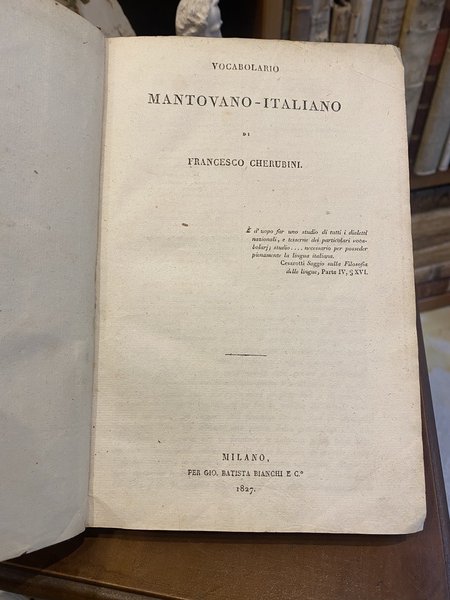 VOCABOLARIO
MANTOVANO-ITALIANO
DI
FRANCESCO CHERUBINI.
È d'uopo far uno studio di tutti i dialetti
nazionali, e tesserne dei particolari voca-
bolarj; studio .... necessario per posseder
pienamente la lingua italiana.
Cesarotti Saggio sulla Filosofia
delle lingue, Parte IV, § XVI.
MILANO,
PER GIO. BATISTA BIANCHI E C.°
1827.